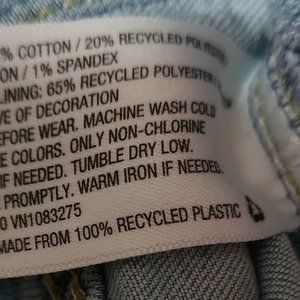 % COTTON / 20% RECYCLED POLYESTER
ON / 1% SPANDEX
LINING: 65% RECYCLED POLYESTER /
VE OF DECORATION
EFORE WEAR. MACHINE WASH COLD
E COLORS. ONLY NON-CHLORINE
IF NEEDED. TUMBLE DRY LOW.
PROMPTLY. WARM IRON IF NEEDED.
0 VN1083275
MADE FROM 100% RECYCLED PLASTIC